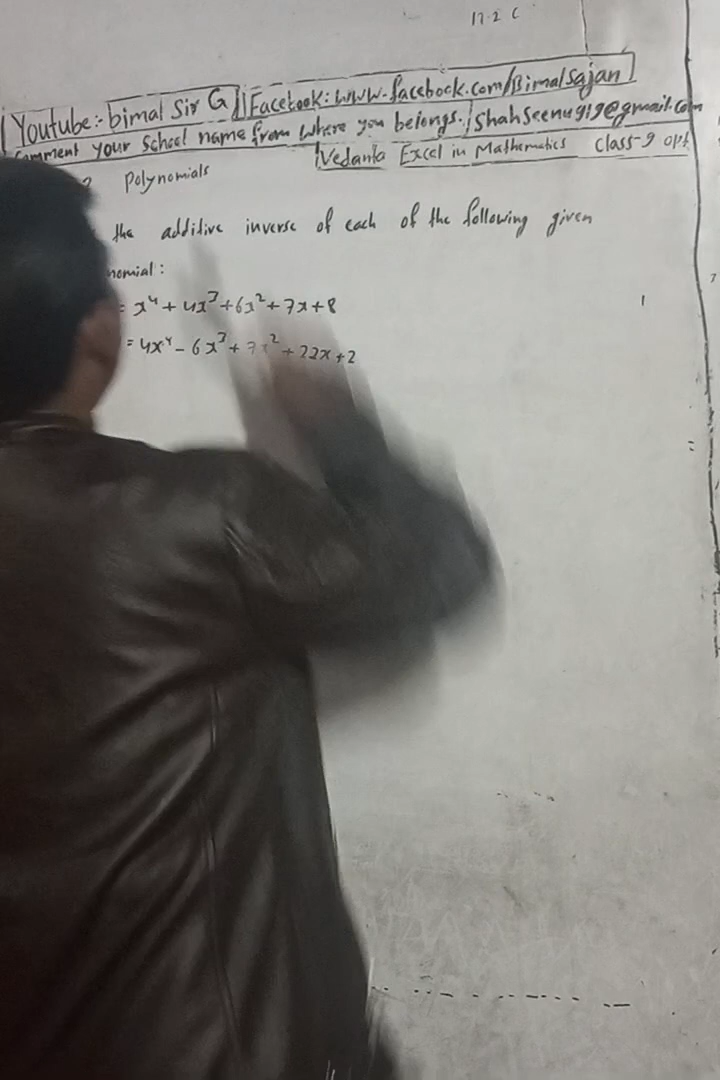 17.2 C
Youtube:- bimal Sir G Facebook: www.facebook.com/BimalSajan
comment your School name from where you belongs. Shahseenu919@gmail.com
Vedanta Excel in Mathematics Class-9 opt
Polynomials
the additive inverse of each of the following given
nomial:
= x⁴ + 4x³ + 6x² + 7x + 8
= 4x⁴ - 6x³ + 7x² + 22x + 2